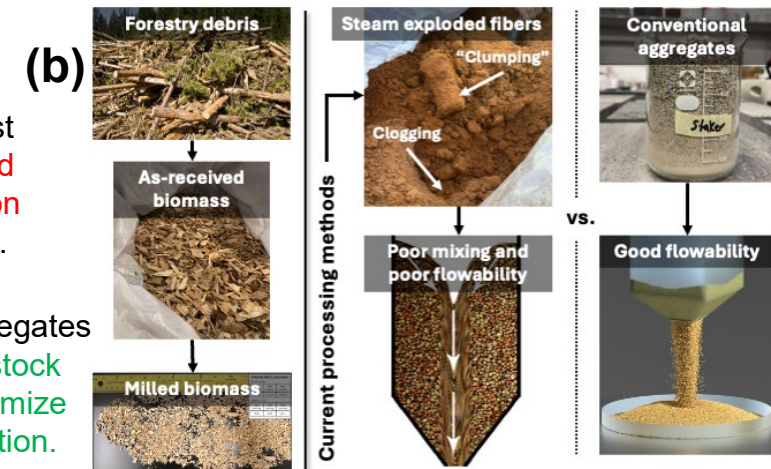 (b)
st
d
on
.
egates
stock
mize
tion.
Forestry debris
As-received
biomass
Milled biomass
Current processing methods
Steam exploded fibers
“Clumping”
Clogging
Poor mixing and
poor flowability
vs.
Conventional
aggregates
Staker
Good flowability